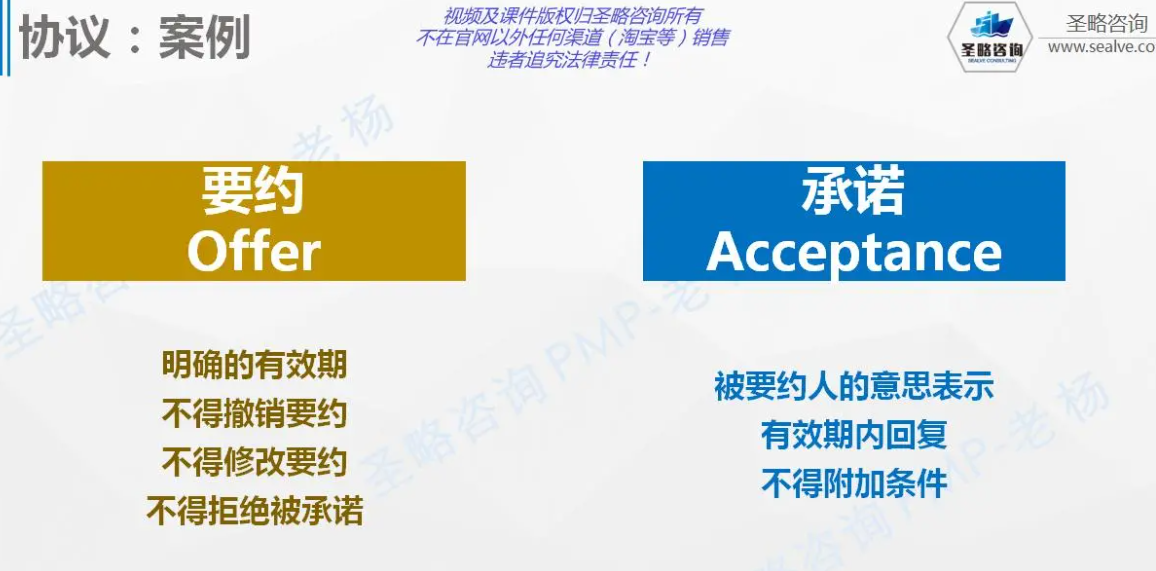 协议：案例
视频及课件版权归圣略咨询所有
不在官网以外任何渠道（淘宝等）销售
违者追究法律责任！
圣略咨询
SEALVE CONSULTING
圣略咨询
www.sealve.co
要约
Offer
明确的有效期
不得撤销要约
不得修改要约
不得拒绝被承诺
承诺
Acceptance
被要约人的意思表示
有效期内回复
不得附加条件
圣略咨询PMP-老杨